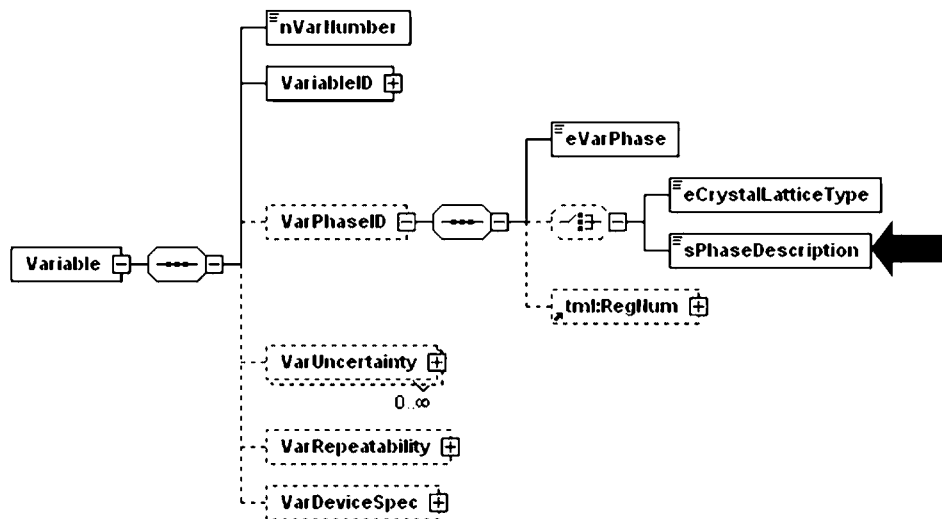 nVarNumber
VariableID
eVarPhase
VarPhaseID
eCrystalLatticeType
sPhaseDescription
Variable
tml:RegNum
VarUncertainty
0..∞
VarRepeatability
VarDeviceSpec